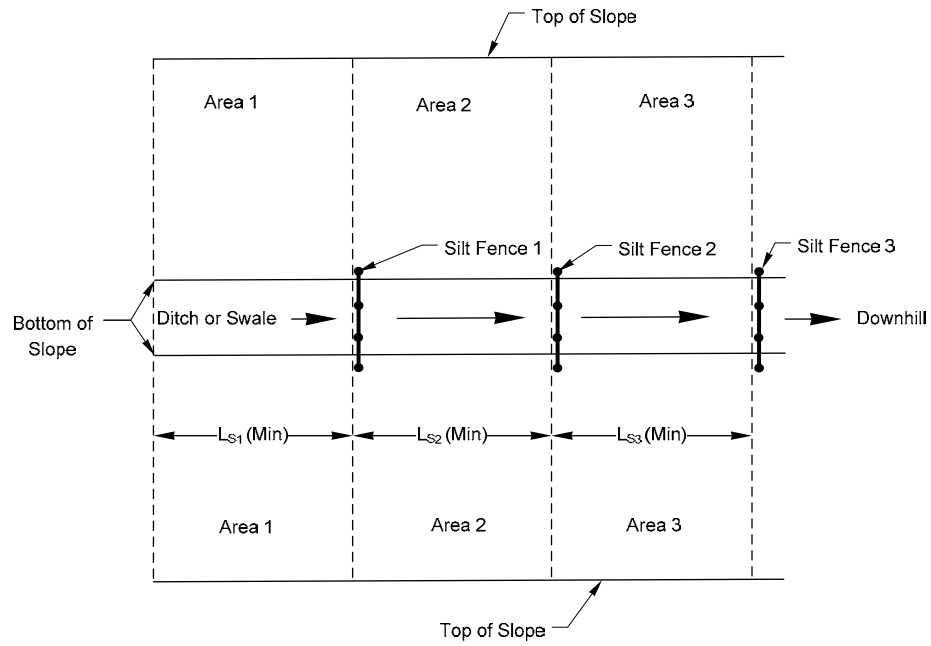 Top of Slope
Area 1
Area 2
Area 3
Silt Fence 1
Silt Fence 2
Silt Fence 3
Bottom of
Slope
Ditch or Swale
Downhill
LS1 (Min)
LS2 (Min)
LS3 (Min)
Area 1
Area 2
Area 3
Top of Slope